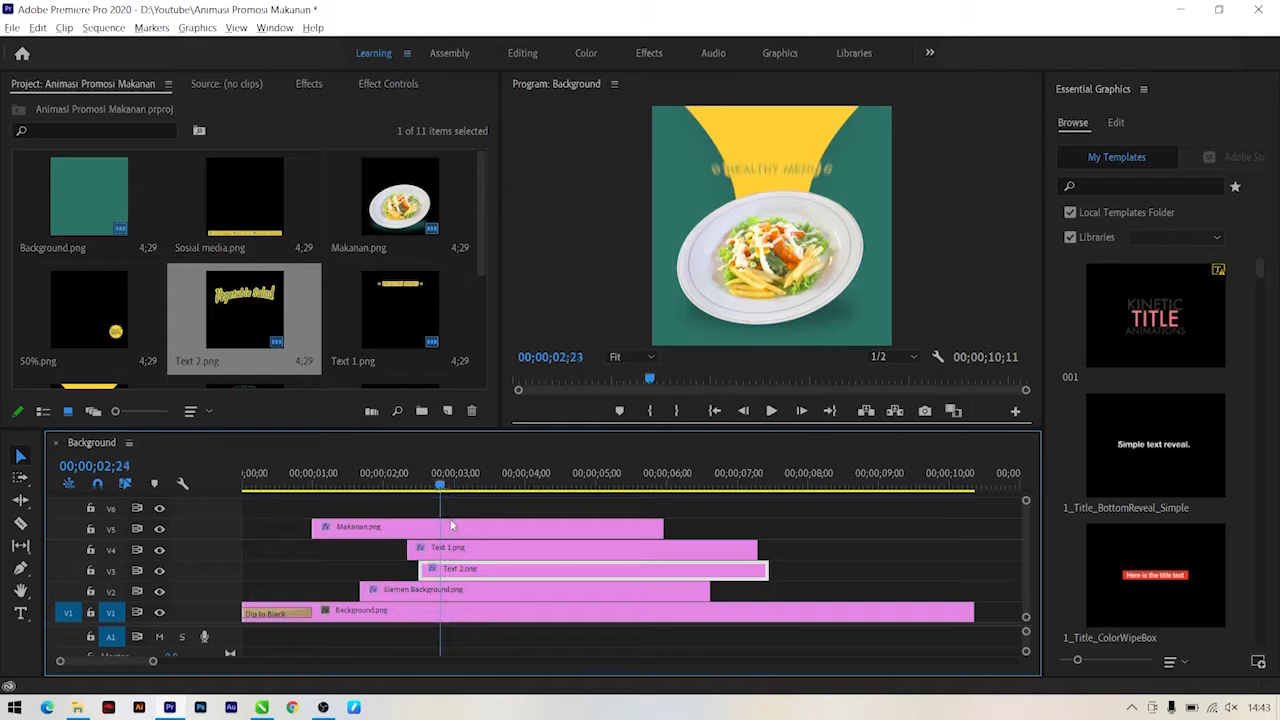 Adobe Premiere Pro 2020 - D:\Youtube\Animasi Promosi Makanan *
File Edit Clip Sequence Markers Graphics View Window Help
Learning Assembly Editing Color Effects Audio Graphics Libraries
Project: Animasi Promosi Makanan Source: (no clips) Effects Effect Controls
Program: Background
Essential Graphics
Animasi Promosi Makanan.prproj
Browse Edit
1 of 11 items selected
My Templates Adobe Str
HEALTHY MENU
Local Templates Folder
Libraries
Background.png 4;29
Sosial media.png 4;29
Makanan.png 4;29
Vegetable Salad
KINETIC
TITLE
ANIMATIONS
50%.png 4;29
Text 2.png 4;29
Text 1.png 4;29
00;00;02;23 Fit 1/2 00;00;10;11
001
Simple text reveal.
Background
00;00;02;24
;00;00 00;00;01;00 00;00;02;00 00;00;03;00 00;00;04;00 00;00;05;00 00;00;06;00 00;00;07;00 00;00;08;00 00;00;09;00 00;00;10;00 00;00
1_Title_BottomReveal_Simple
V6
V5 Makanan.png
V4 Text 1.png
V3 Text 2.png
V2 Elemen Background.png
V1 V1 Dip to Black Background.png
A1 M S
Here is the title text
1_Title_ColorWipeBox
14:43